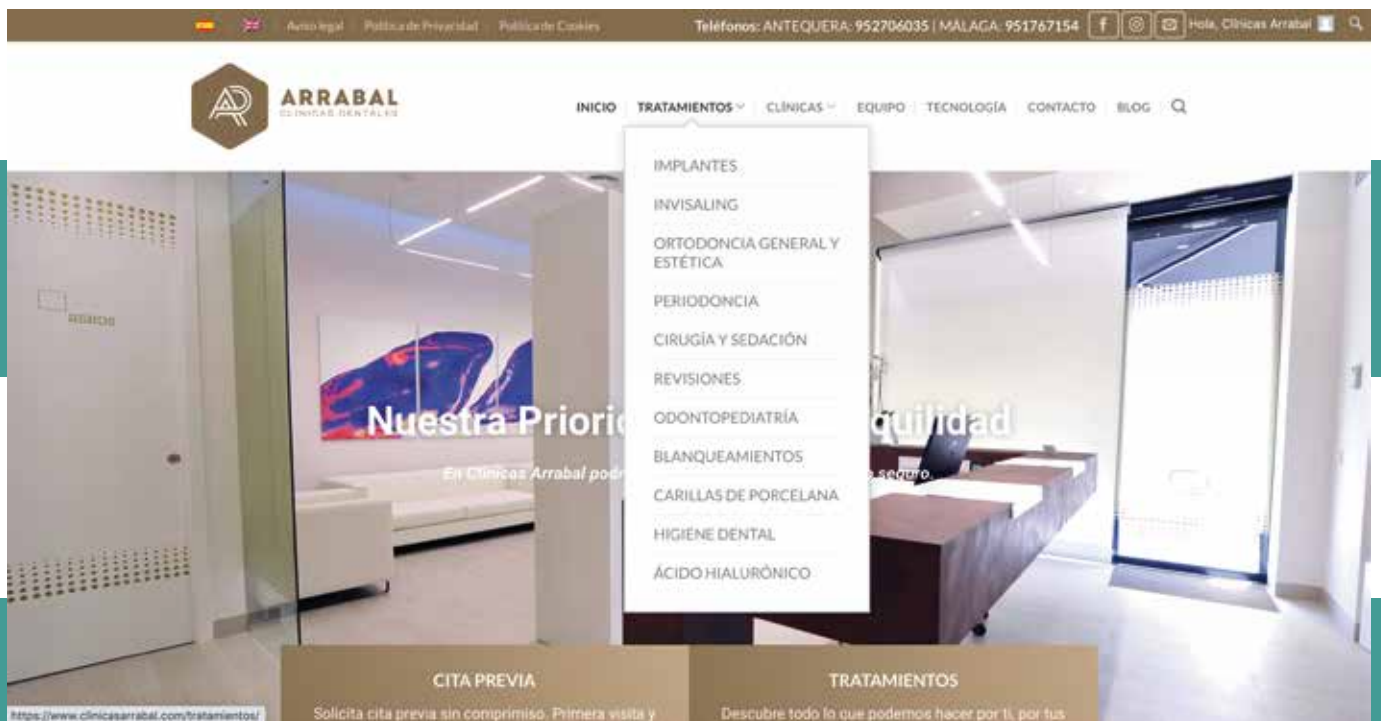 Aviso legal Política de Privacidad Política de Cookies Teléfonos: ANTEQUERA: 952706035 | MÁLAGA: 951767154 Hola, Clínicas Arrabal
ARRABAL
CLÍNICAS DENTALES
INICIO TRATAMIENTOS CLÍNICAS EQUIPO TECNOLOGÍA CONTACTO BLOG
IMPLANTES
INVISALING
ORTODONCIA GENERAL Y
ESTÉTICA
PERIODONCIA
CIRUGÍA Y SEDACIÓN
REVISIONES
ODONTOPEDIATRÍA
BLANQUEAMIENTOS
CARILLAS DE PORCELANA
HIGIENE DENTAL
ÁCIDO HIALURÓNICO
Nuestra
En Clínicas Arrabal seguro.
CITA PREVIA
Solicita cita previa sin comprimiso. Primera visita y
TRATAMIENTOS
Descubre todo lo que podemos hacer por ti, por tus
https://www.clinicasarrabal.com/tratamientos/